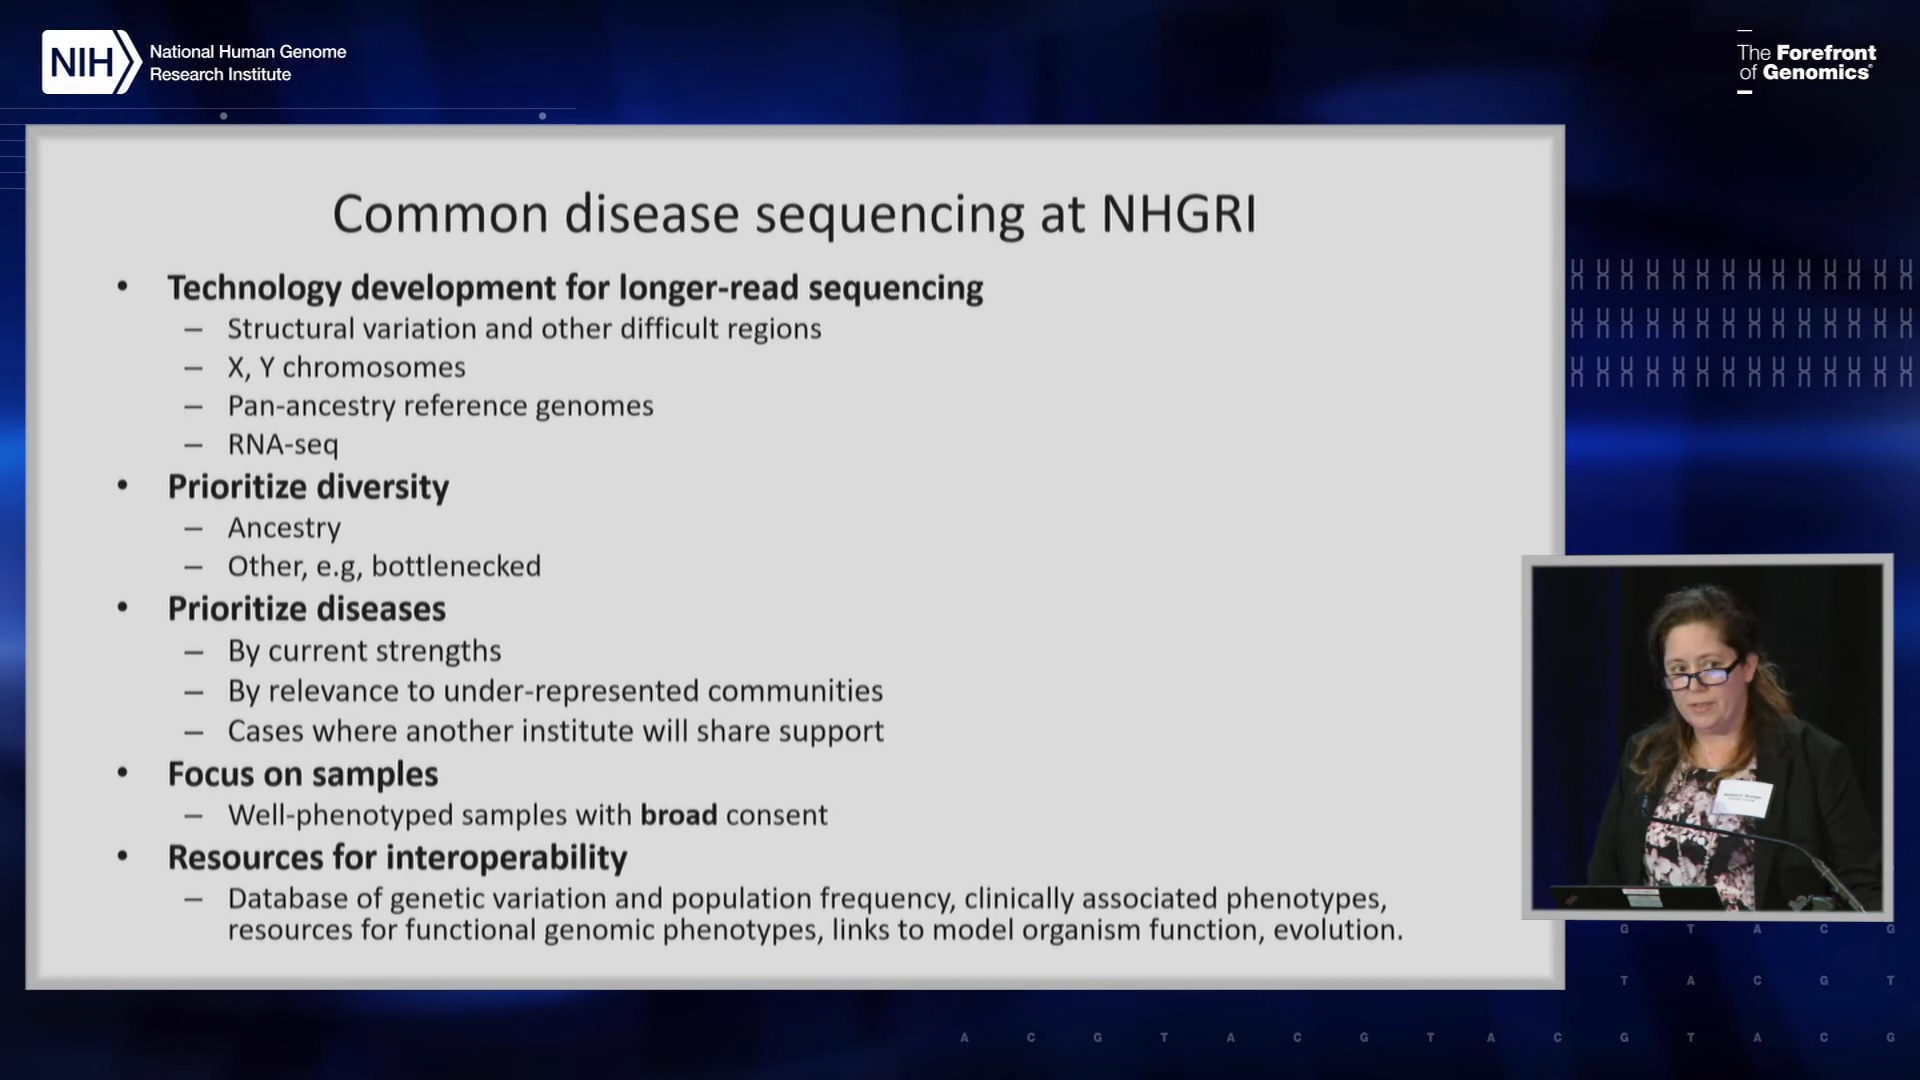 NIH National Human Genome
Research Institute
The Forefront
of Genomics®
Common disease sequencing at NHGRI
• Technology development for longer-read sequencing
– Structural variation and other difficult regions
– X, Y chromosomes
– Pan-ancestry reference genomes
– RNA-seq
• Prioritize diversity
– Ancestry
– Other, e.g, bottlenecked
• Prioritize diseases
– By current strengths
– By relevance to under-represented communities
– Cases where another institute will share support
• Focus on samples
– Well-phenotyped samples with broad consent
• Resources for interoperability
– Database of genetic variation and population frequency, clinically associated phenotypes,
resources for functional genomic phenotypes, links to model organism function, evolution.
G T A C G
T A C G T
A C G T A C G T A C G T A C G